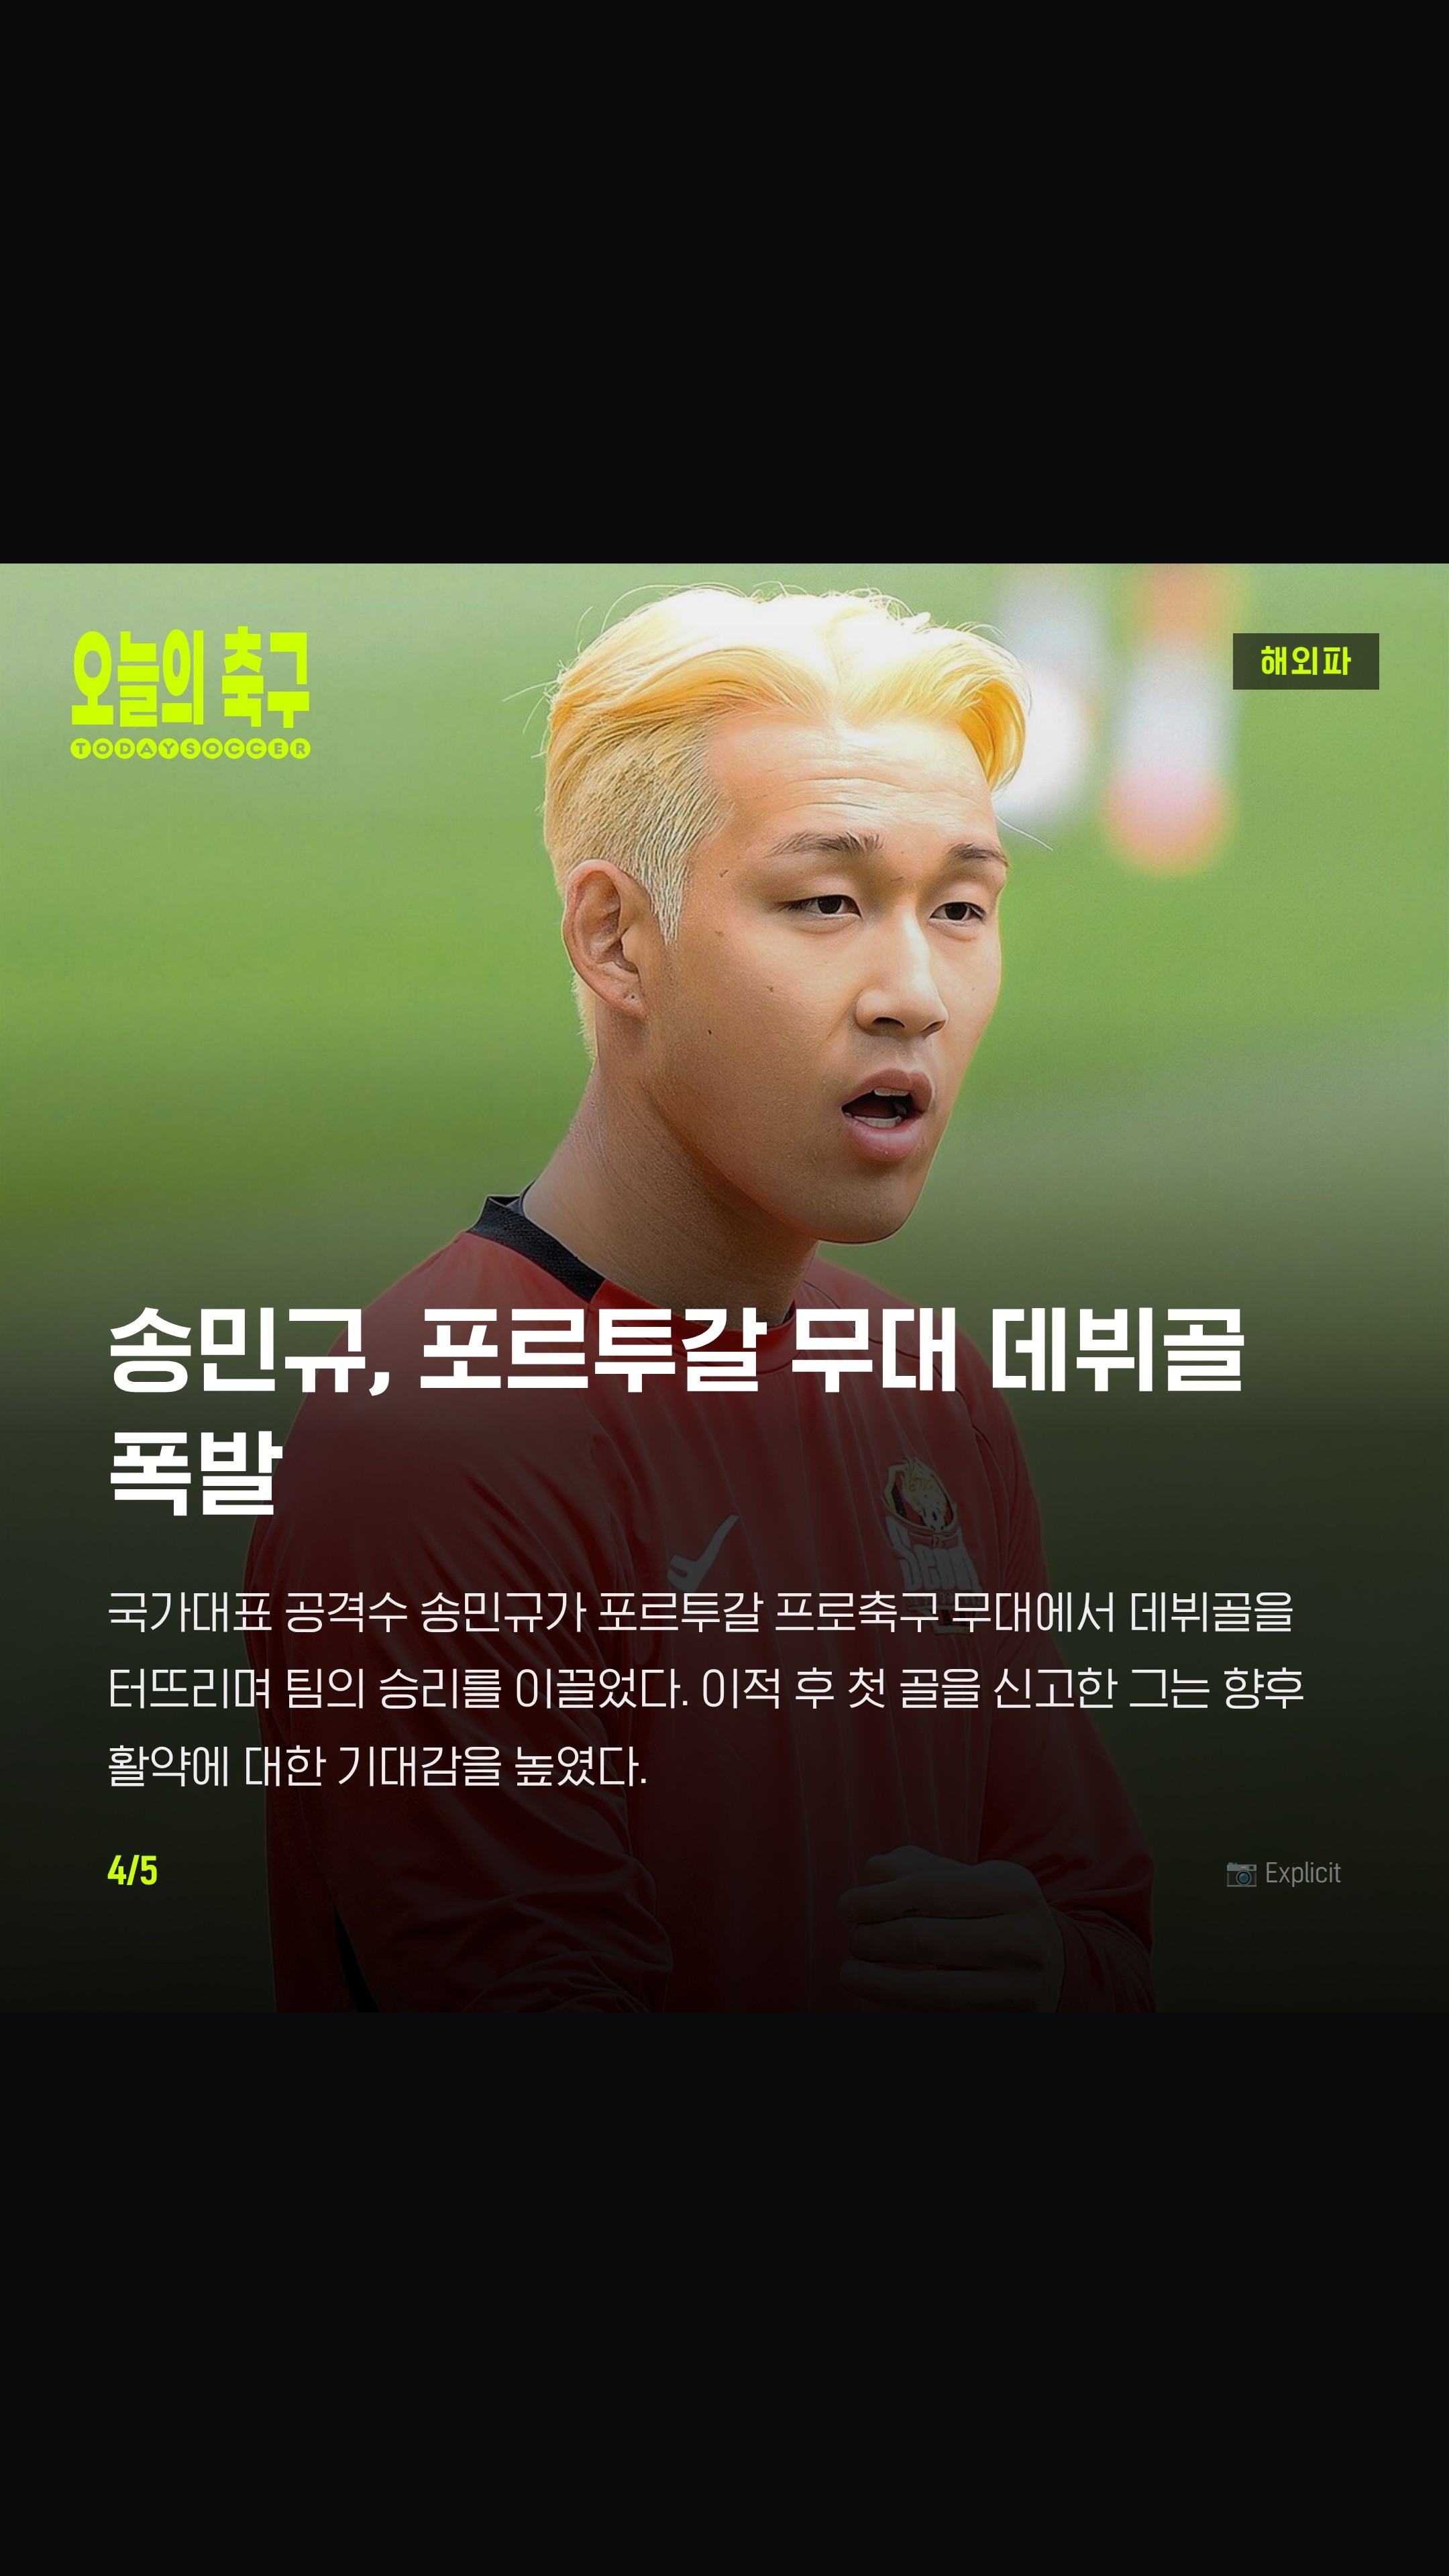 오늘의 축구
TODAYSOCCER
해외파
송민규, 포르투갈 무대 데뷔골
폭발
국가대표 공격수 송민규가 포르투갈 프로축구 무대에서 데뷔골을
터뜨리며 팀의 승리를 이끌었다. 이적 후 첫 골을 신고한 그는 향후
활약에 대한 기대감을 높였다.
4/5
Explicit